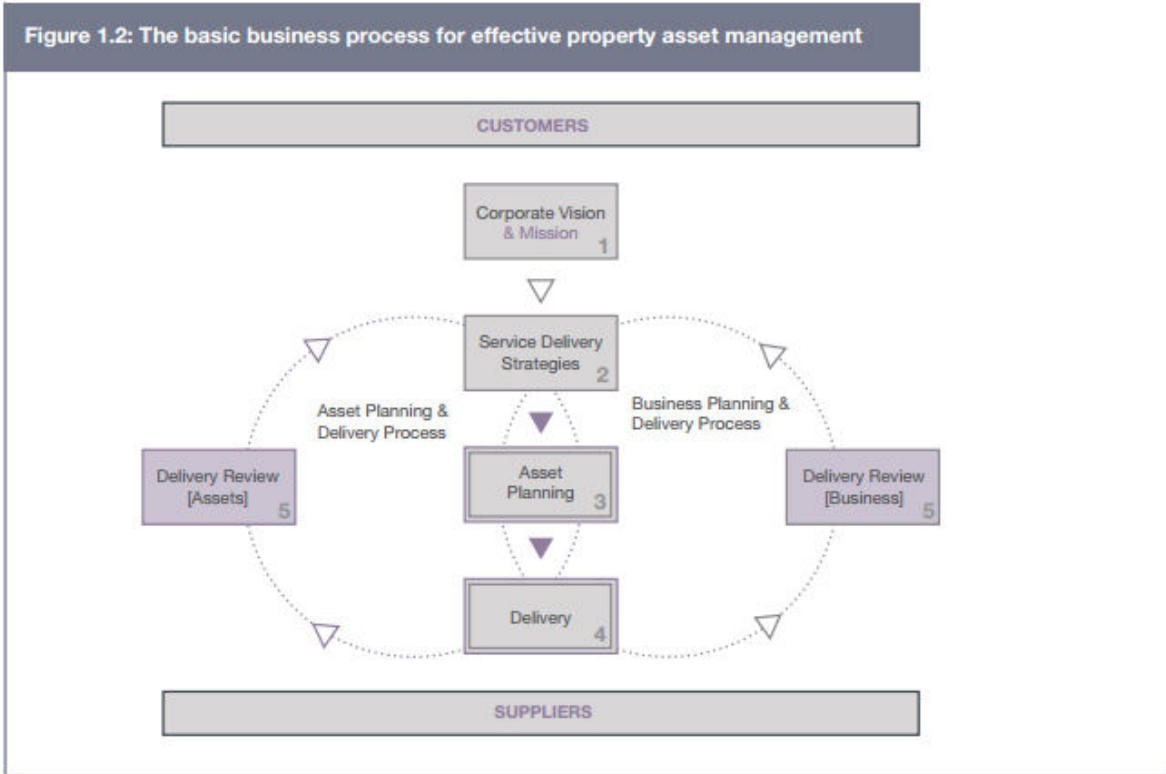 Figure 1.2: The basic business process for effective property asset management
CUSTOMERS
Corporate Vision
& Mission
1
Service Delivery
Strategies
2
Asset Planning &
Delivery Process
Business Planning &
Delivery Process
Delivery Review
[Assets]
5
Asset
Planning
3
Delivery Review
[Business]
5
Delivery
4
SUPPLIERS